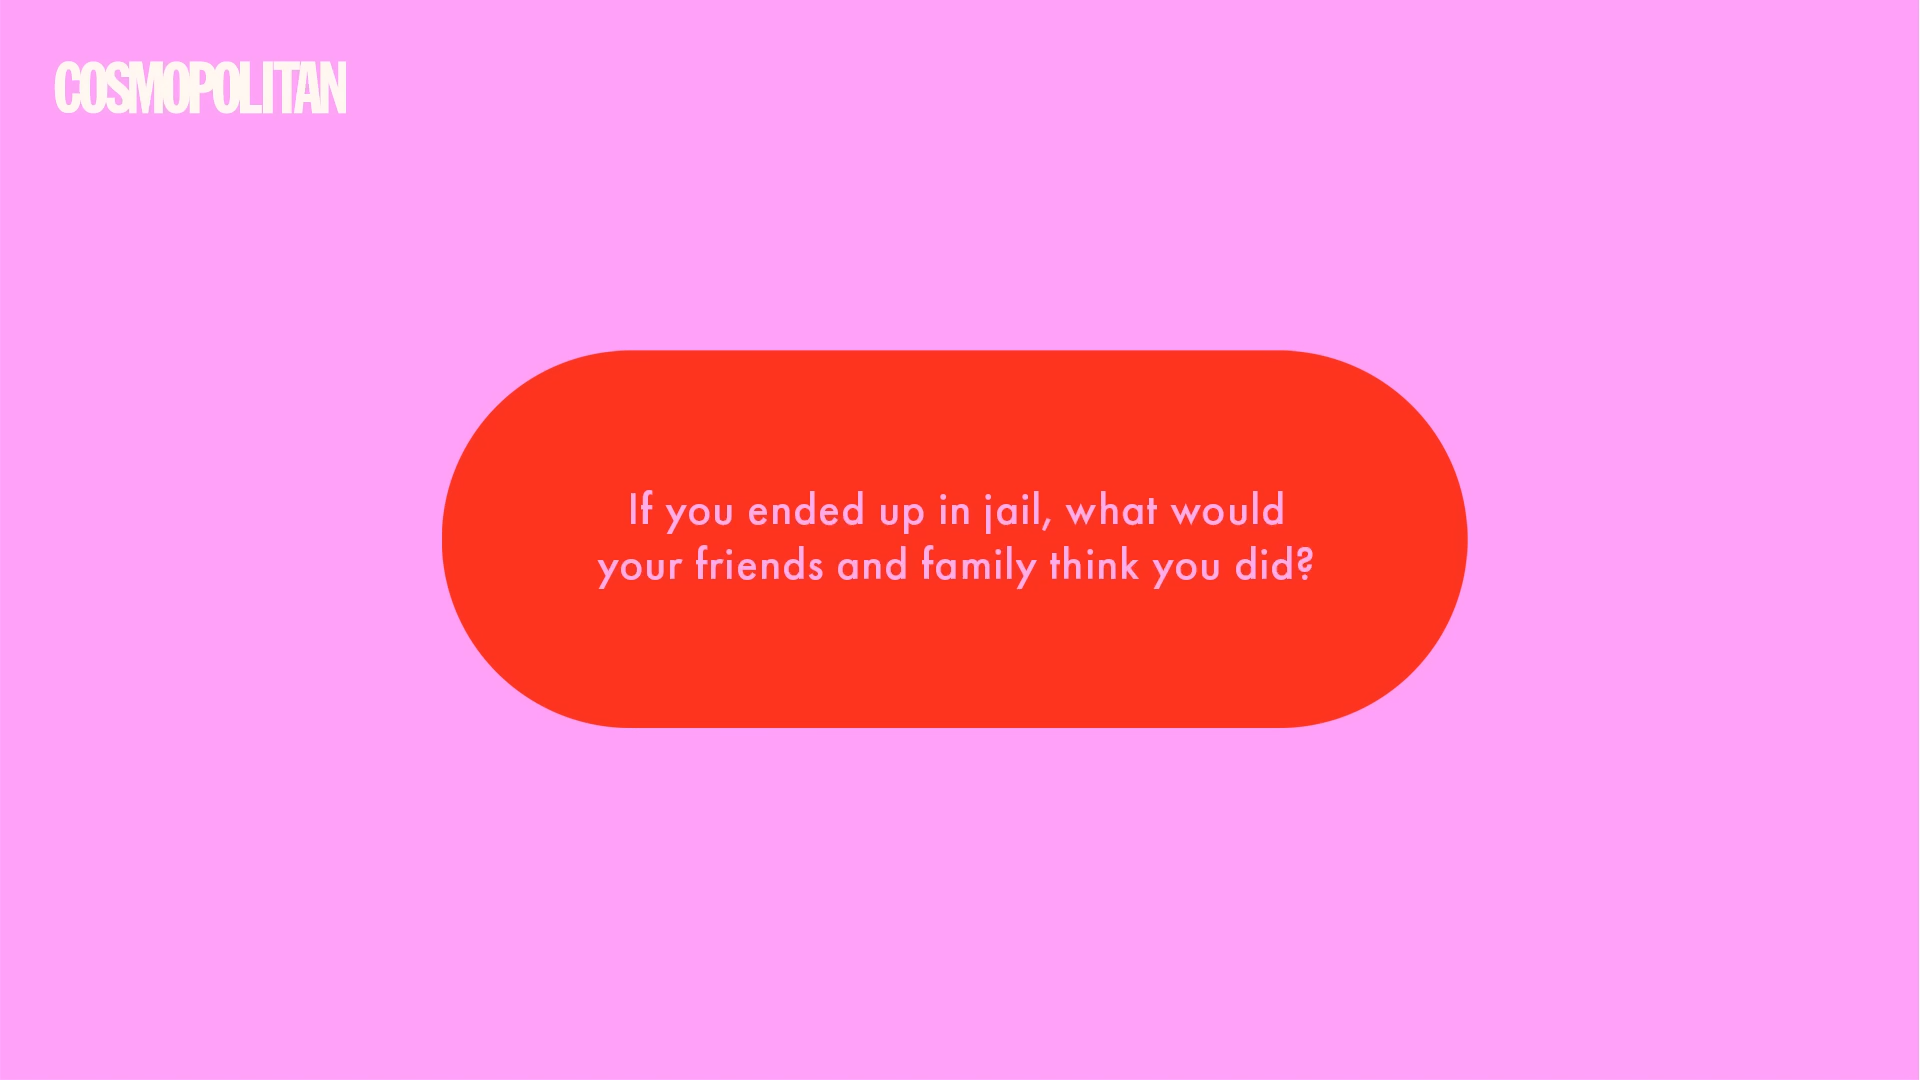 COSMOPOLITAN
If you ended up in jail, what would
your friends and family think you did?